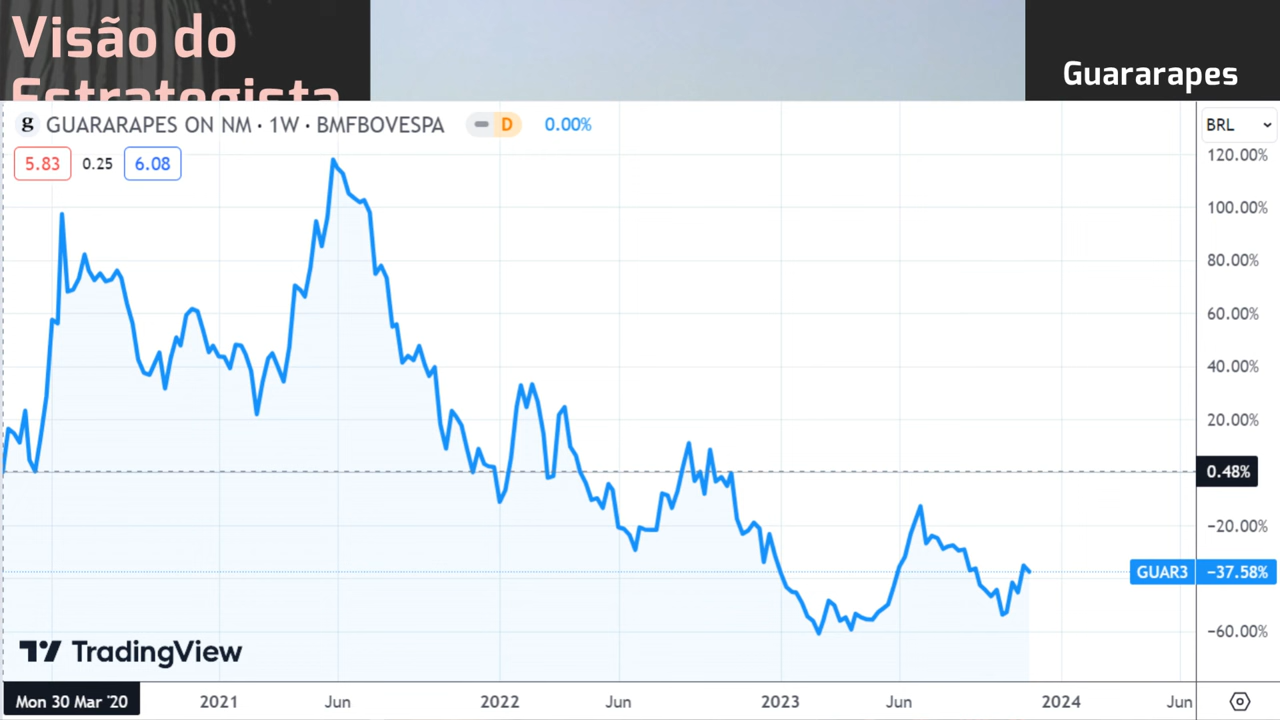 Visão do
Estrategista
Guararapes
g GUARARAPES ON NM · 1W · BMFBOVESPA D 0.00% BRL
5.83 0.25 6.08
120.00%
100.00%
80.00%
60.00%
40.00%
20.00%
0.48%
−20.00%
GUAR3 −37.58%
−60.00%
TradingView
Mon 30 Mar '20 2021 Jun 2022 Jun 2023 Jun 2024 Jun